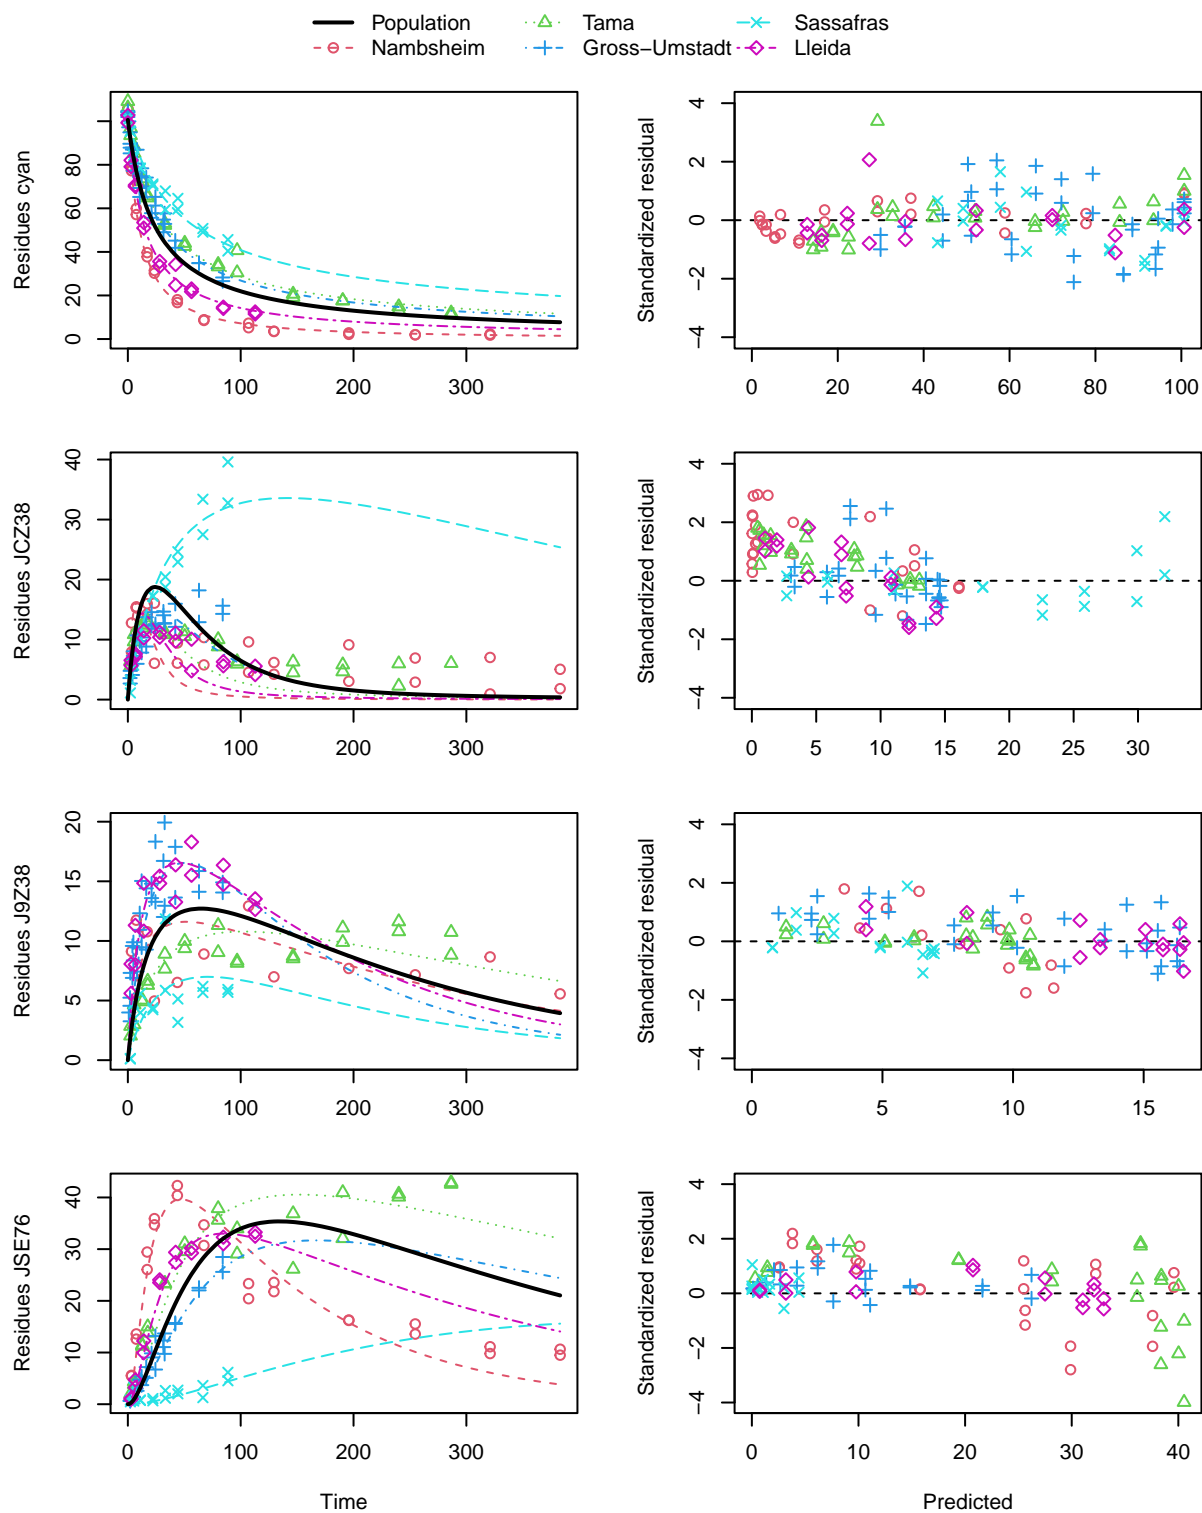 Population Tama Sassafras
Nambsheim Gross−Umstadt Lleida
Residues cyan
0 20 40 60 80
0 100 200 300
Standardized residual
−4 −2 0 2 4
0 20 40 60 80 100
Residues JCZ38
0 10 20 30 40
0 100 200 300
Standardized residual
−4 −2 0 2 4
0 5 10 15 20 25 30
Residues J9Z38
0 5 10 15 20
0 100 200 300
Standardized residual
−4 −2 0 2 4
0 5 10 15
Residues JSE76
0 10 20 30 40
0 100 200 300
Time
Standardized residual
−4 −2 0 2 4
0 10 20 30 40
Predicted